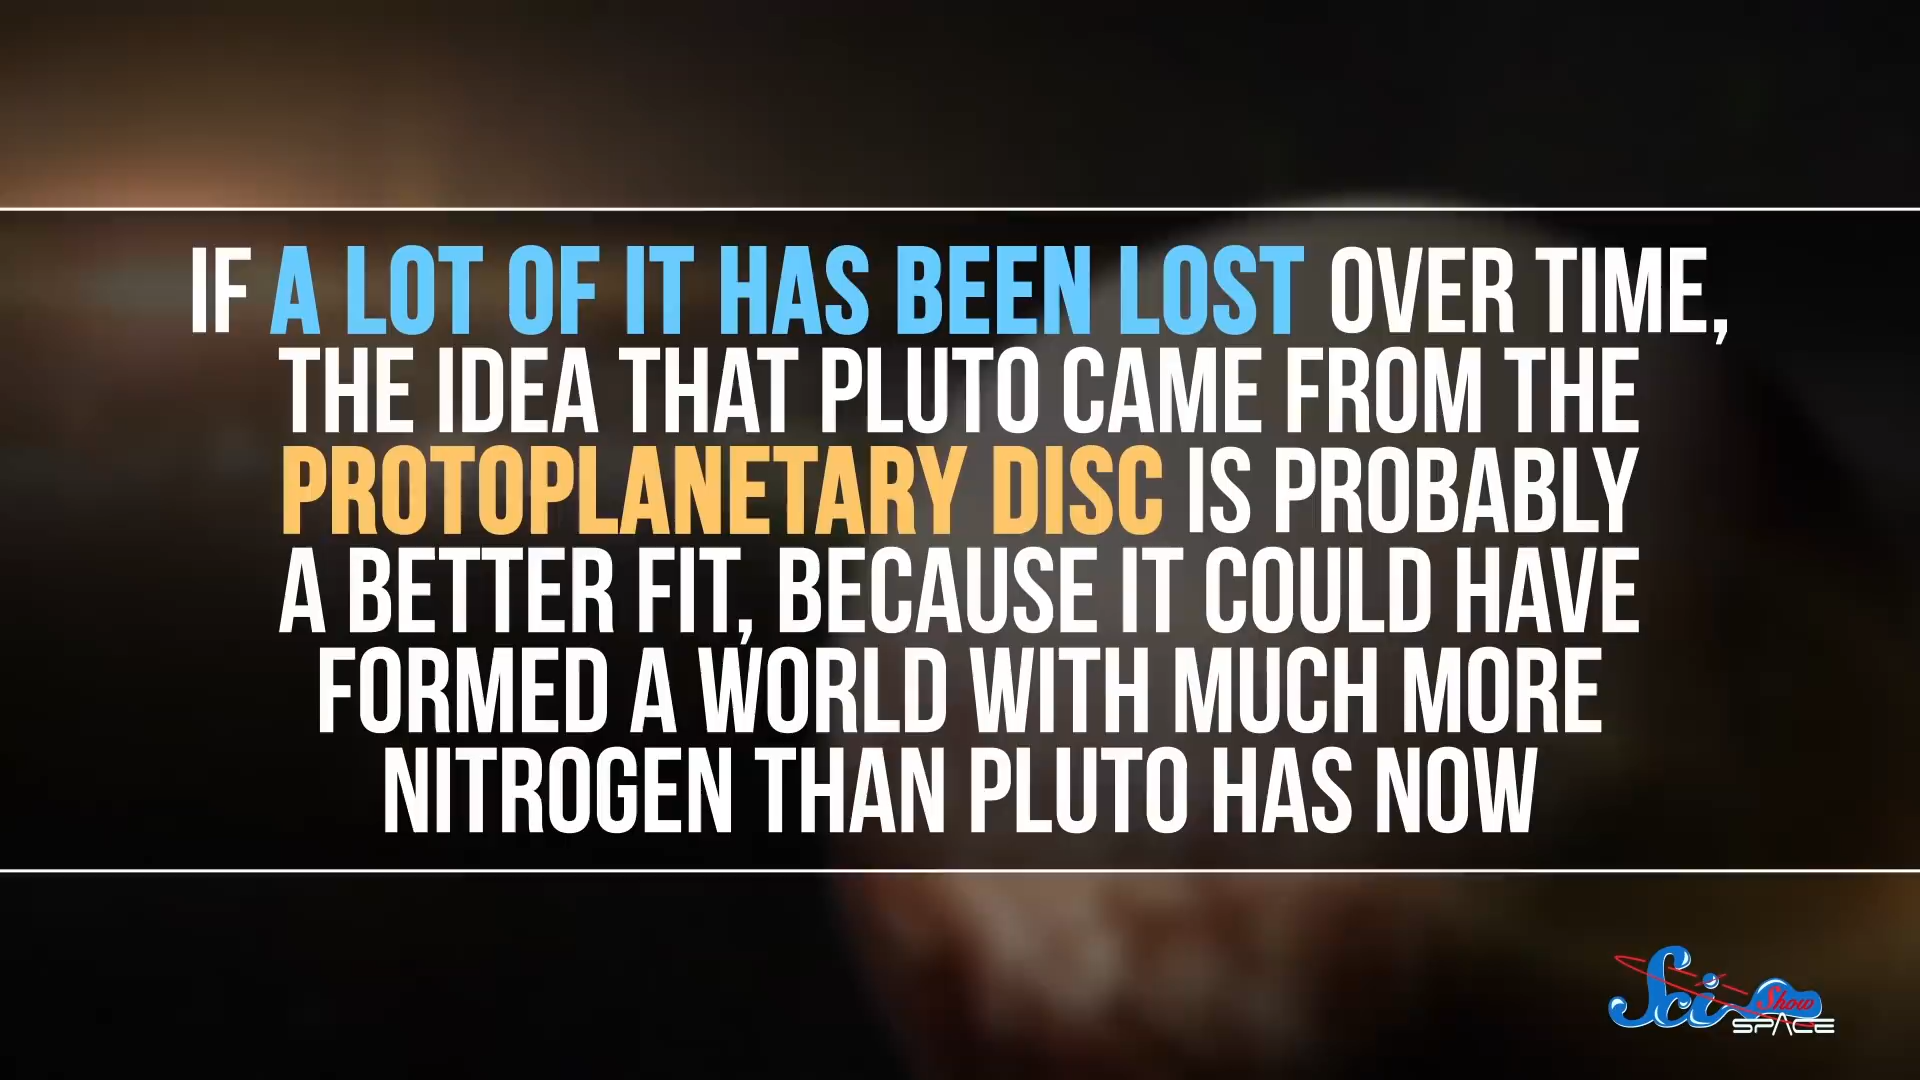 IF A LOT OF IT HAS BEEN LOST OVER TIME,
THE IDEA THAT PLUTO CAME FROM THE
PROTOPLANETARY DISC IS PROBABLY
A BETTER FIT, BECAUSE IT COULD HAVE
FORMED A WORLD WITH MUCH MORE
NITROGEN THAN PLUTO HAS NOW
Sci Show
SPACE